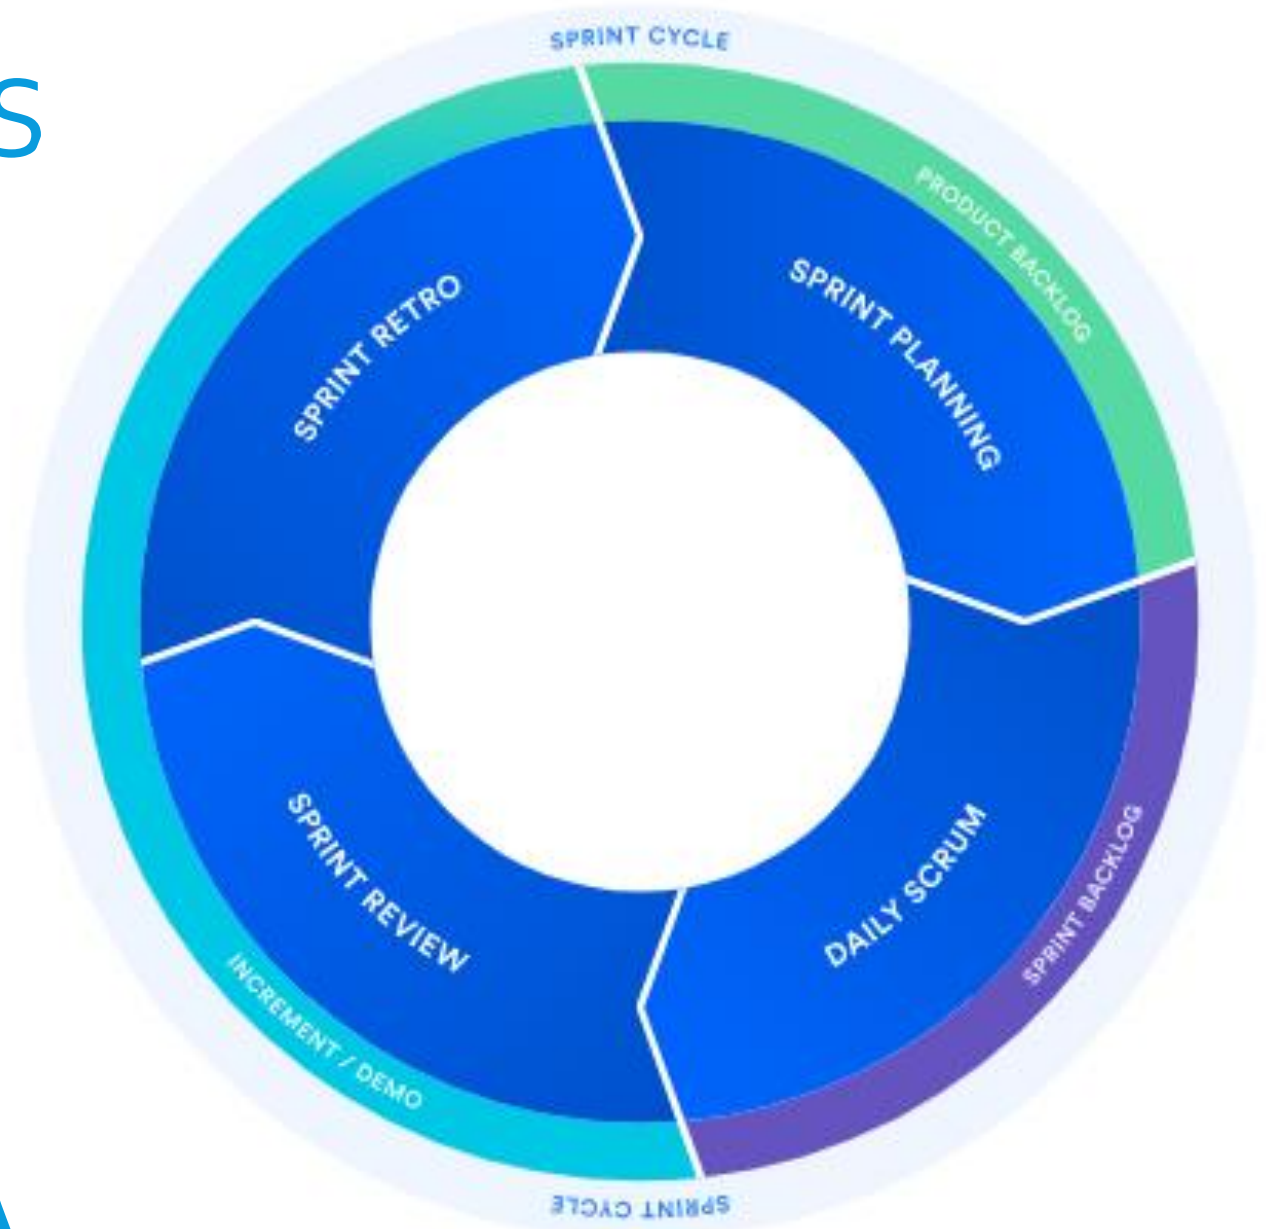 S
SPRINT CYCLE
PRODUCT BACKLOG
SPRINT PLANNING
SPRINT RETRO
DAILY SCRUM
SPRINT BACKLOG
SPRINT REVIEW
INCREMENT / DEMO
SPRINT CYCLE